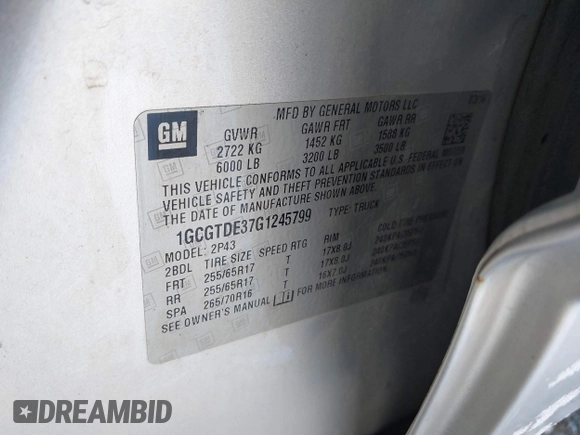 MFD BY GENERAL MOTORS LLC
GM
GVWR GAWR FRT GAWR RR
2722 KG 1452 KG 1588 KG
6000 LB 3200 LB 3500 LB
THIS VEHICLE CONFORMS TO ALL APPLICABLE U.S. FEDERAL MOTOR
VEHICLE SAFETY AND THEFT PREVENTION STANDARDS IN EFFECT ON
THE DATE OF MANUFACTURE SHOWN ABOVE.
1GCGTDE37G1245799 TYPE: TRUCK
MODEL: 2P43
2BDL TIRE SIZE SPEED RTG RIM COLD TIRE PRESSURE
FRT 255/65R17 T 17X8.0J
RR 255/65R17 T 17X8.0J
SPA 265/70R16 T 16X7.0J
SEE OWNER'S MANUAL FOR MORE INFORMATION
DREAMBID